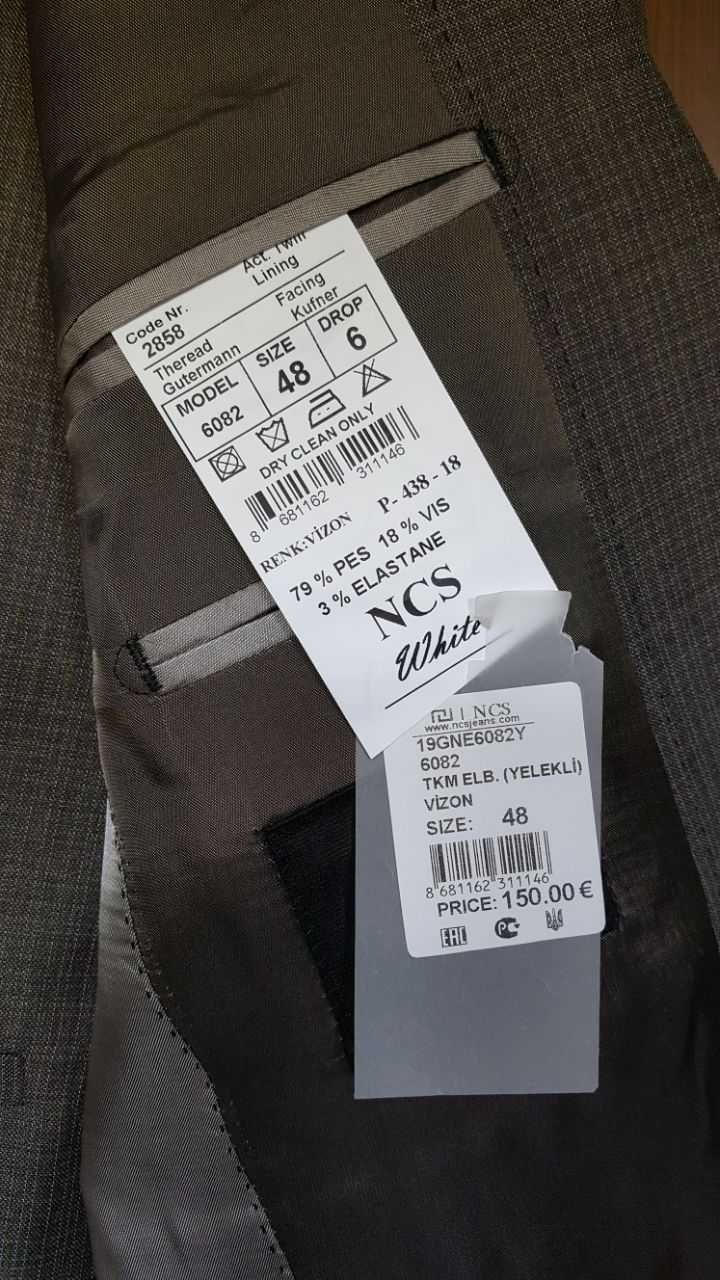 Act. Twill
Lining
Code Nr.
2858
Facing
Kufner
Theread
Gutermann
MODEL SIZE DROP
6082 48 6
DRY CLEAN ONLY
8 681162 311146
RENK:VİZON P- 438 - 18
79 % PES 18 % VIS
3 % ELASTANE
NCS
White
NCS
www.ncsjeans.com
19GNE6082Y
6082
TKM ELB. (YELEKLİ)
VİZON
SIZE: 48
8 681162 311146
PRICE: 150.00 €
EAC
PC